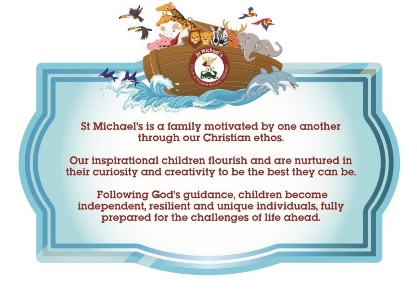 St Michael's
St Michael's is a family motivated by one another
through our Christian ethos.
Our inspirational children flourish and are nurtured in
their curiosity and creativity to be the best they can be.
Following God's guidance, children become
independent, resilient and unique individuals, fully
prepared for the challenges of life ahead.